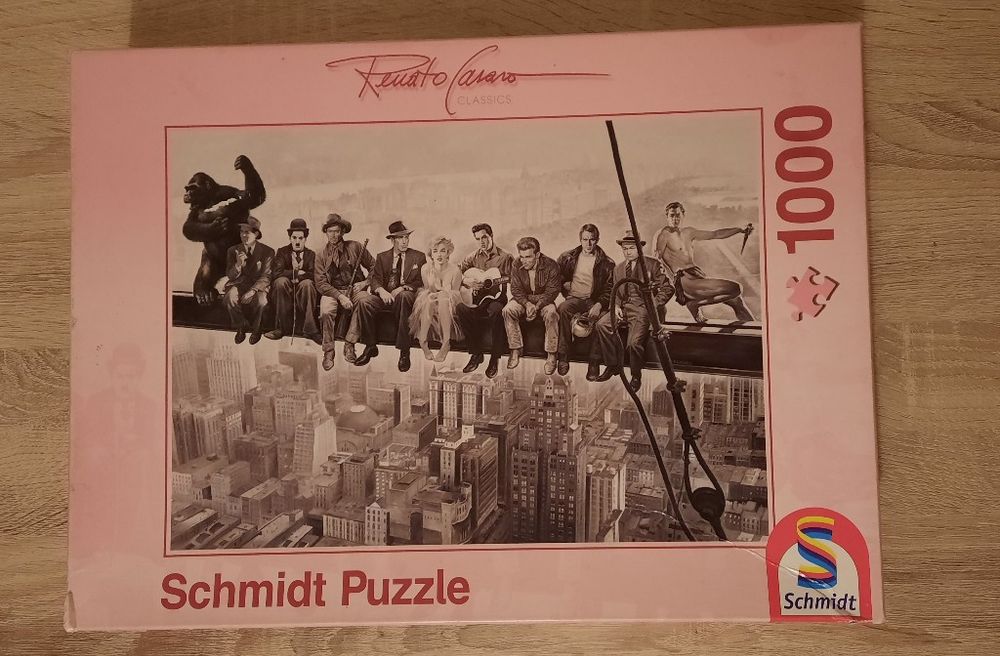 Renato Casaro
CLASSICS
1000
Schmidt Puzzle
Schmidt